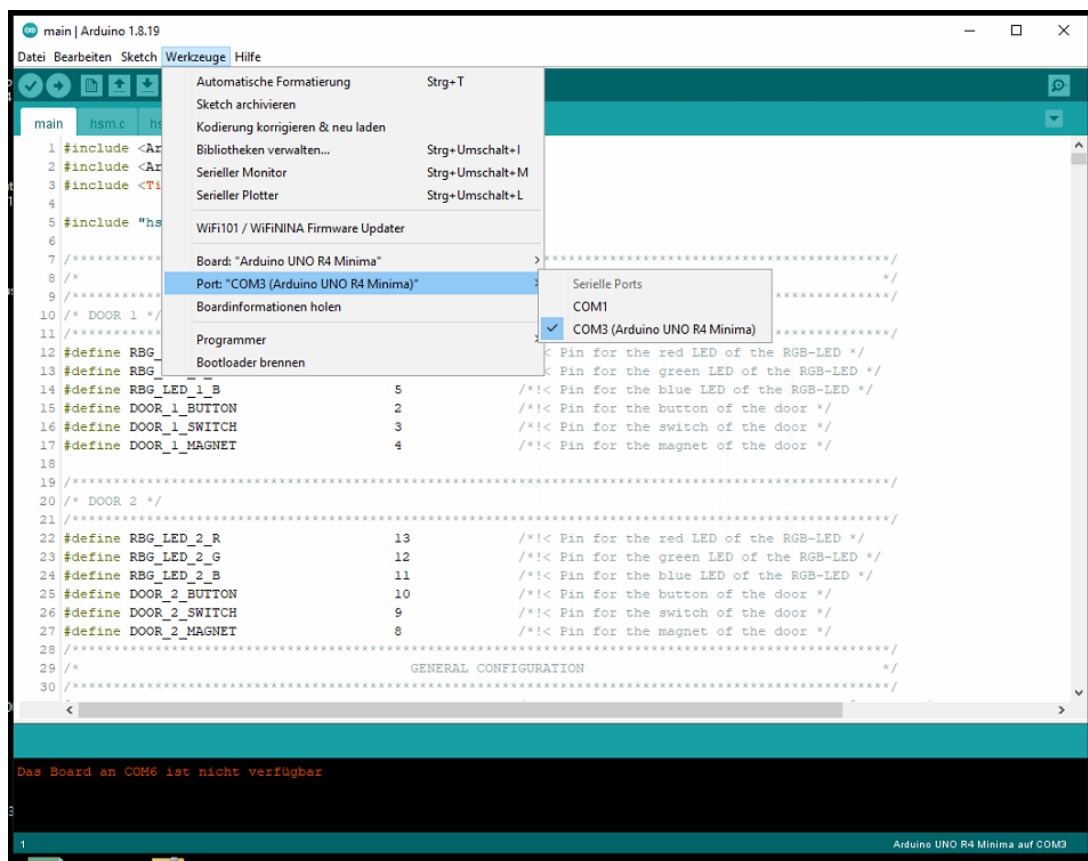 main | Arduino 1.8.19
Datei Bearbeiten Sketch Werkzeuge Hilfe
Automatische Formatierung Strg+T
Sketch archivieren
Kodierung korrigieren & neu laden
Bibliotheken verwalten... Strg+Umschalt+I
Serieller Monitor Strg+Umschalt+M
Serieller Plotter Strg+Umschalt+L
WiFi101 / WiFiNINA Firmware Updater
Board: "Arduino UNO R4 Minima"
Port: "COM3 (Arduino UNO R4 Minima)"
Boardinformationen holen
Programmer
Bootloader brennen
Serielle Ports
COM1
COM3 (Arduino UNO R4 Minima)
main hsm.c hs
1 #include <Ar
2 #include <Ar
3 #include <Ti
4
5 #include "hs
6
7 /************ ************/
8 /* */
9 /************ ************/
10 /* DOOR 1 */
11 /************ ************/
12 #define RBG_ < Pin for the red LED of the RGB-LED */
13 #define RBG_ < Pin for the green LED of the RGB-LED */
14 #define RBG_LED_1_B 5 /*!< Pin for the blue LED of the RGB-LED */
15 #define DOOR_1_BUTTON 2 /*!< Pin for the button of the door */
16 #define DOOR_1_SWITCH 3 /*!< Pin for the switch of the door */
17 #define DOOR_1_MAGNET 4 /*!< Pin for the magnet of the door */
18
19 /****************************************************************************************************/
20 /* DOOR 2 */
21 /****************************************************************************************************/
22 #define RBG_LED_2_R 13 /*!< Pin for the red LED of the RGB-LED */
23 #define RBG_LED_2_G 12 /*!< Pin for the green LED of the RGB-LED */
24 #define RBG_LED_2_B 11 /*!< Pin for the blue LED of the RGB-LED */
25 #define DOOR_2_BUTTON 10 /*!< Pin for the button of the door */
26 #define DOOR_2_SWITCH 9 /*!< Pin for the switch of the door */
27 #define DOOR_2_MAGNET 8 /*!< Pin for the magnet of the door */
28 /****************************************************************************************************/
29 /* GENERAL CONFIGURATION */
30 /****************************************************************************************************/
Das Board an COM6 ist nicht verfügbar
1 Arduino UNO R4 Minima auf COM3